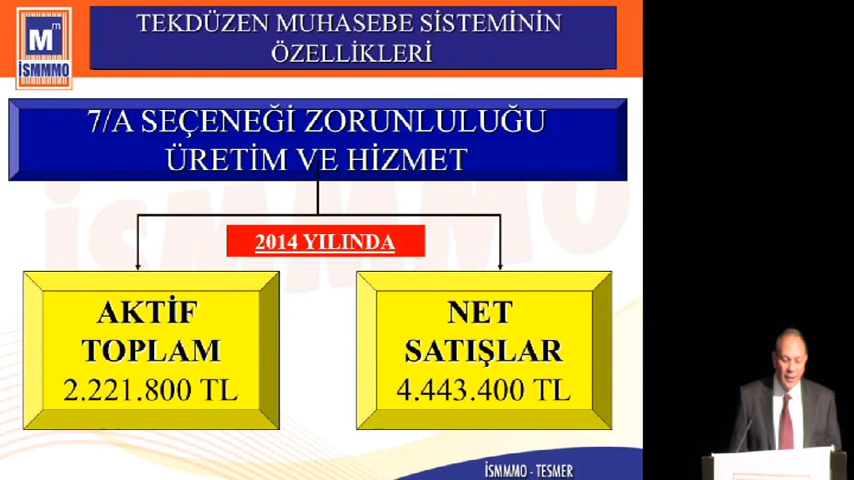 TEKDÜZEN MUHASEBE SİSTEMİNİN
ÖZELLİKLERİ
M m
İSMMMO
7/A SEÇENEĞİ ZORUNLULUĞU
ÜRETİM VE HİZMET
2014 YILINDA
AKTİF
TOPLAM
2.221.800 TL
NET
SATIŞLAR
4.443.400 TL
İSMMMO - TESMER